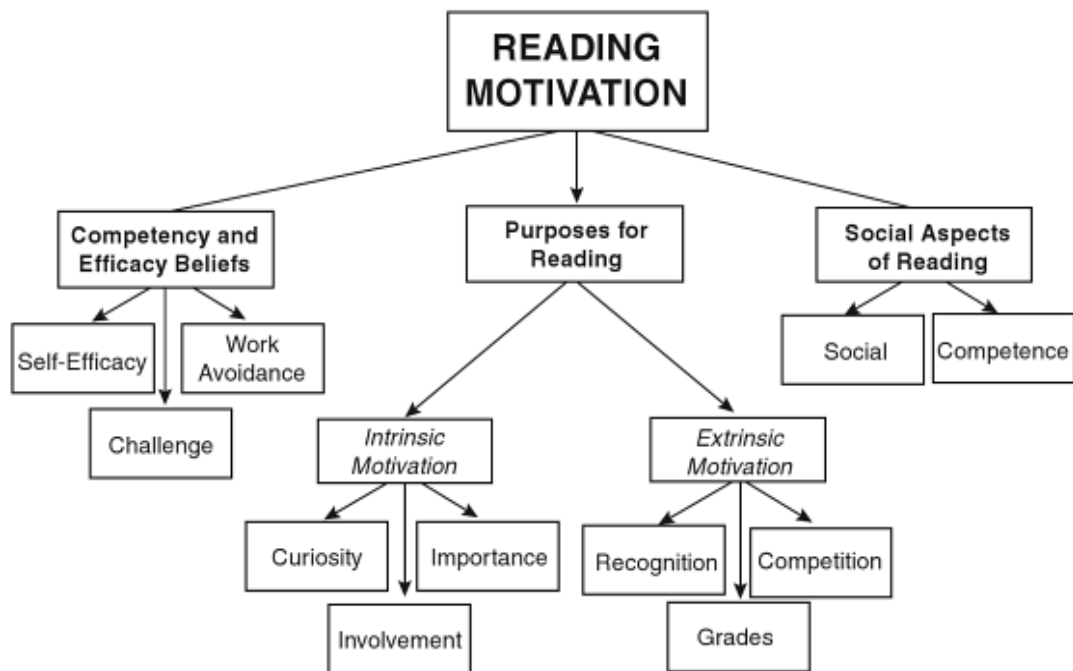 READING
MOTIVATION
Competency and
Efficacy Beliefs
Purposes for
Reading
Social Aspects
of Reading
Self-Efficacy
Work
Avoidance
Challenge
Social
Competence
Intrinsic
Motivation
Extrinsic
Motivation
Curiosity
Importance
Involvement
Recognition
Competition
Grades